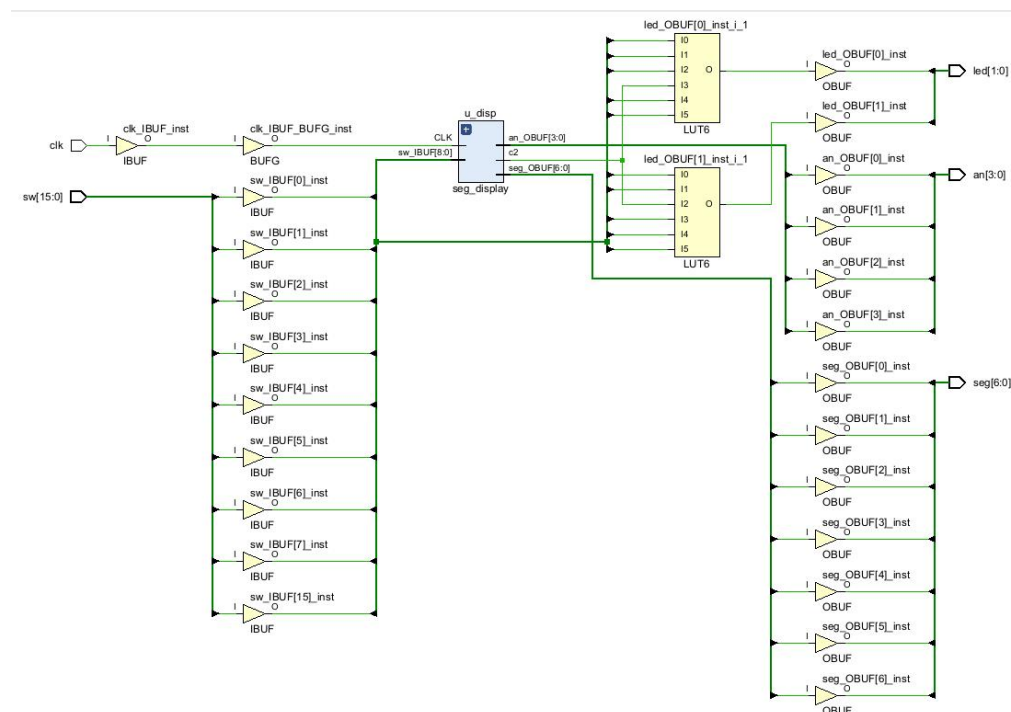 led_OBUF[0]_inst_i_1
I0
I1
I2
I3
I4
I5
O
LUT6
led_OBUF[0]_inst
I
O
OBUF
led[1:0]
led_OBUF[1]_inst
I
O
OBUF
clk
clk_IBUF_inst
I
O
IBUF
clk_IBUF_BUFG_inst
I
O
BUFG
u_disp
CLK
sw_IBUF[8:0]
an_OBUF[3:0]
c2
seg_OBUF[6:0]
seg_display
led_OBUF[1]_inst_i_1
I0
I1
I2
I3
I4
I5
O
LUT6
an_OBUF[0]_inst
I
O
OBUF
an[3:0]
an_OBUF[1]_inst
I
O
OBUF
an_OBUF[2]_inst
I
O
OBUF
an_OBUF[3]_inst
I
O
OBUF
sw[15:0]
sw_IBUF[0]_inst
I
O
IBUF
sw_IBUF[1]_inst
I
O
IBUF
sw_IBUF[2]_inst
I
O
IBUF
sw_IBUF[3]_inst
I
O
IBUF
sw_IBUF[4]_inst
I
O
IBUF
sw_IBUF[5]_inst
I
O
IBUF
sw_IBUF[6]_inst
I
O
IBUF
sw_IBUF[7]_inst
I
O
IBUF
sw_IBUF[15]_inst
I
O
IBUF
seg_OBUF[0]_inst
I
O
OBUF
seg[6:0]
seg_OBUF[1]_inst
I
O
OBUF
seg_OBUF[2]_inst
I
O
OBUF
seg_OBUF[3]_inst
I
O
OBUF
seg_OBUF[4]_inst
I
O
OBUF
seg_OBUF[5]_inst
I
O
OBUF
seg_OBUF[6]_inst
I
O
OBUF